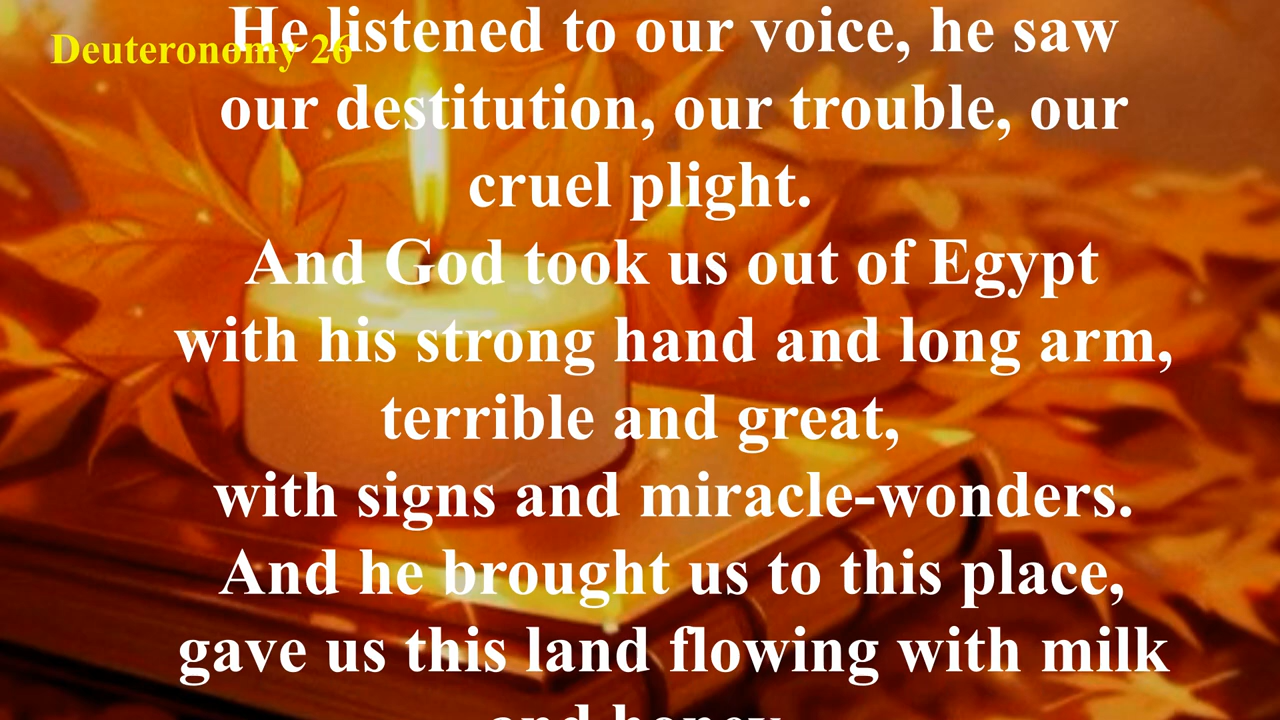 Deuteronomy 26
He listened to our voice, he saw
our destitution, our trouble, our
cruel plight.
And God took us out of Egypt
with his strong hand and long arm,
terrible and great,
with signs and miracle-wonders.
And he brought us to this place,
gave us this land flowing with milk
and honey.